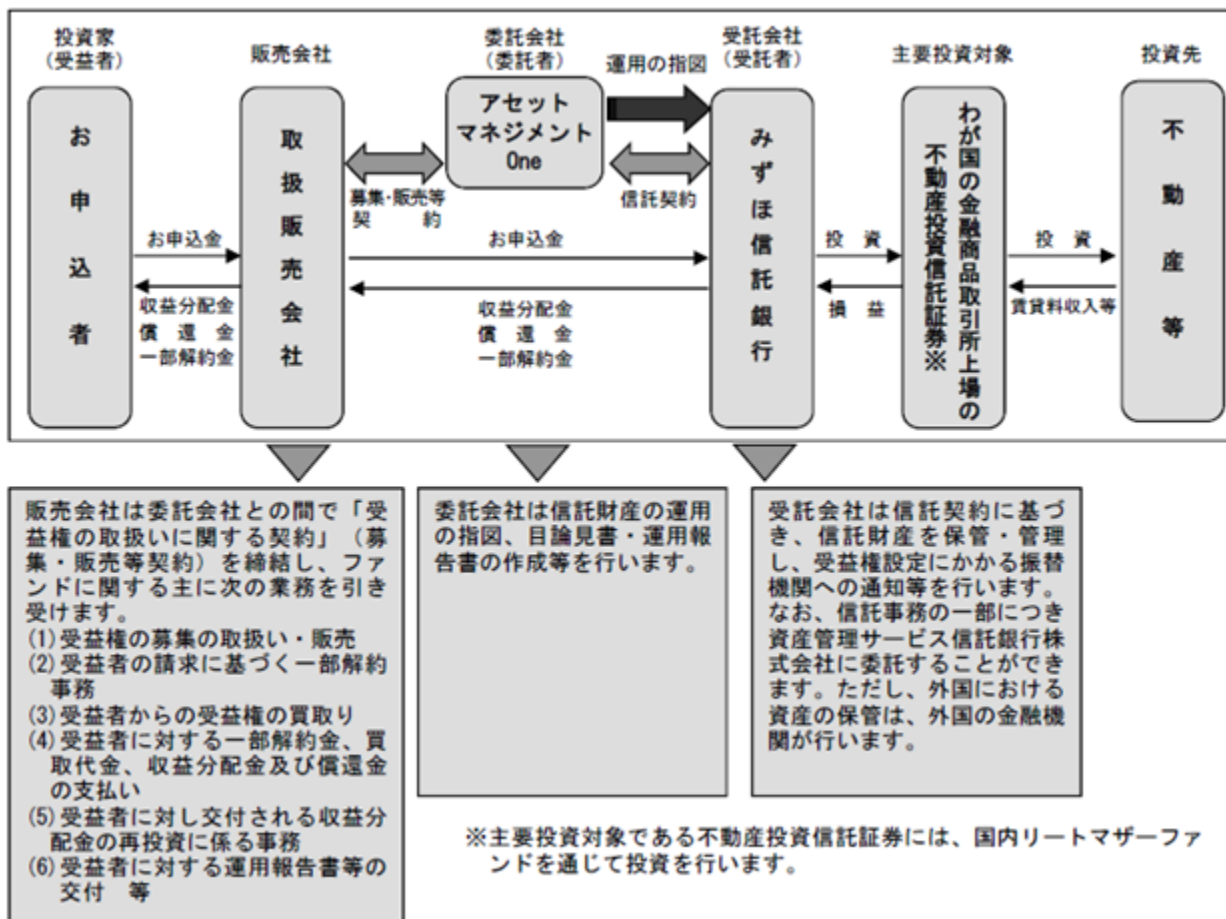 投資家
(受益者)
販売会社
委託会社
(委託者)
運用の指図
受託会社
(受託者)
主要投資対象
投資先
お申込者
取扱販売会社
アセット
マネジメント
One
みずほ信託銀行
わが国の金融商品取引所上場の
不動産投資信託証券※
不動産等
募集・販売等
契　　約
信託契約
お申込金
収益分配金
償　還　金
一部解約金
お申込金
収益分配金
償　還　金
一部解約金
投　資
損　益
投　資
賃貸料収入等
販売会社は委託会社との間で「受
益権の取扱いに関する契約」（募
集・販売等契約）を締結し、ファ
ンドに関する主に次の業務を引き
受けます。
(1)受益権の募集の取扱い・販売
(2)受益者の請求に基づく一部解約
事務
(3)受益者からの受益権の買取り
(4)受益者に対する一部解約金、買
取代金、収益分配金及び償還金
の支払い
(5)受益者に対し交付される収益分
配金の再投資に係る事務
(6)受益者に対する運用報告書等の
交付　等
委託会社は信託財産の運用
の指図、目論見書・運用報
告書の作成等を行います。
受託会社は信託契約に基づ
き、信託財産を保管・管理
し、受益権設定にかかる振替
機関への通知等を行います。
なお、信託事務の一部につき
資産管理サービス信託銀行株
式会社に委託することができ
ます。ただし、外国における
資産の保管は、外国の金融機
関が行います。
※主要投資対象である不動産投資信託証券には、国内リートマザーファ
ンドを通じて投資を行います。